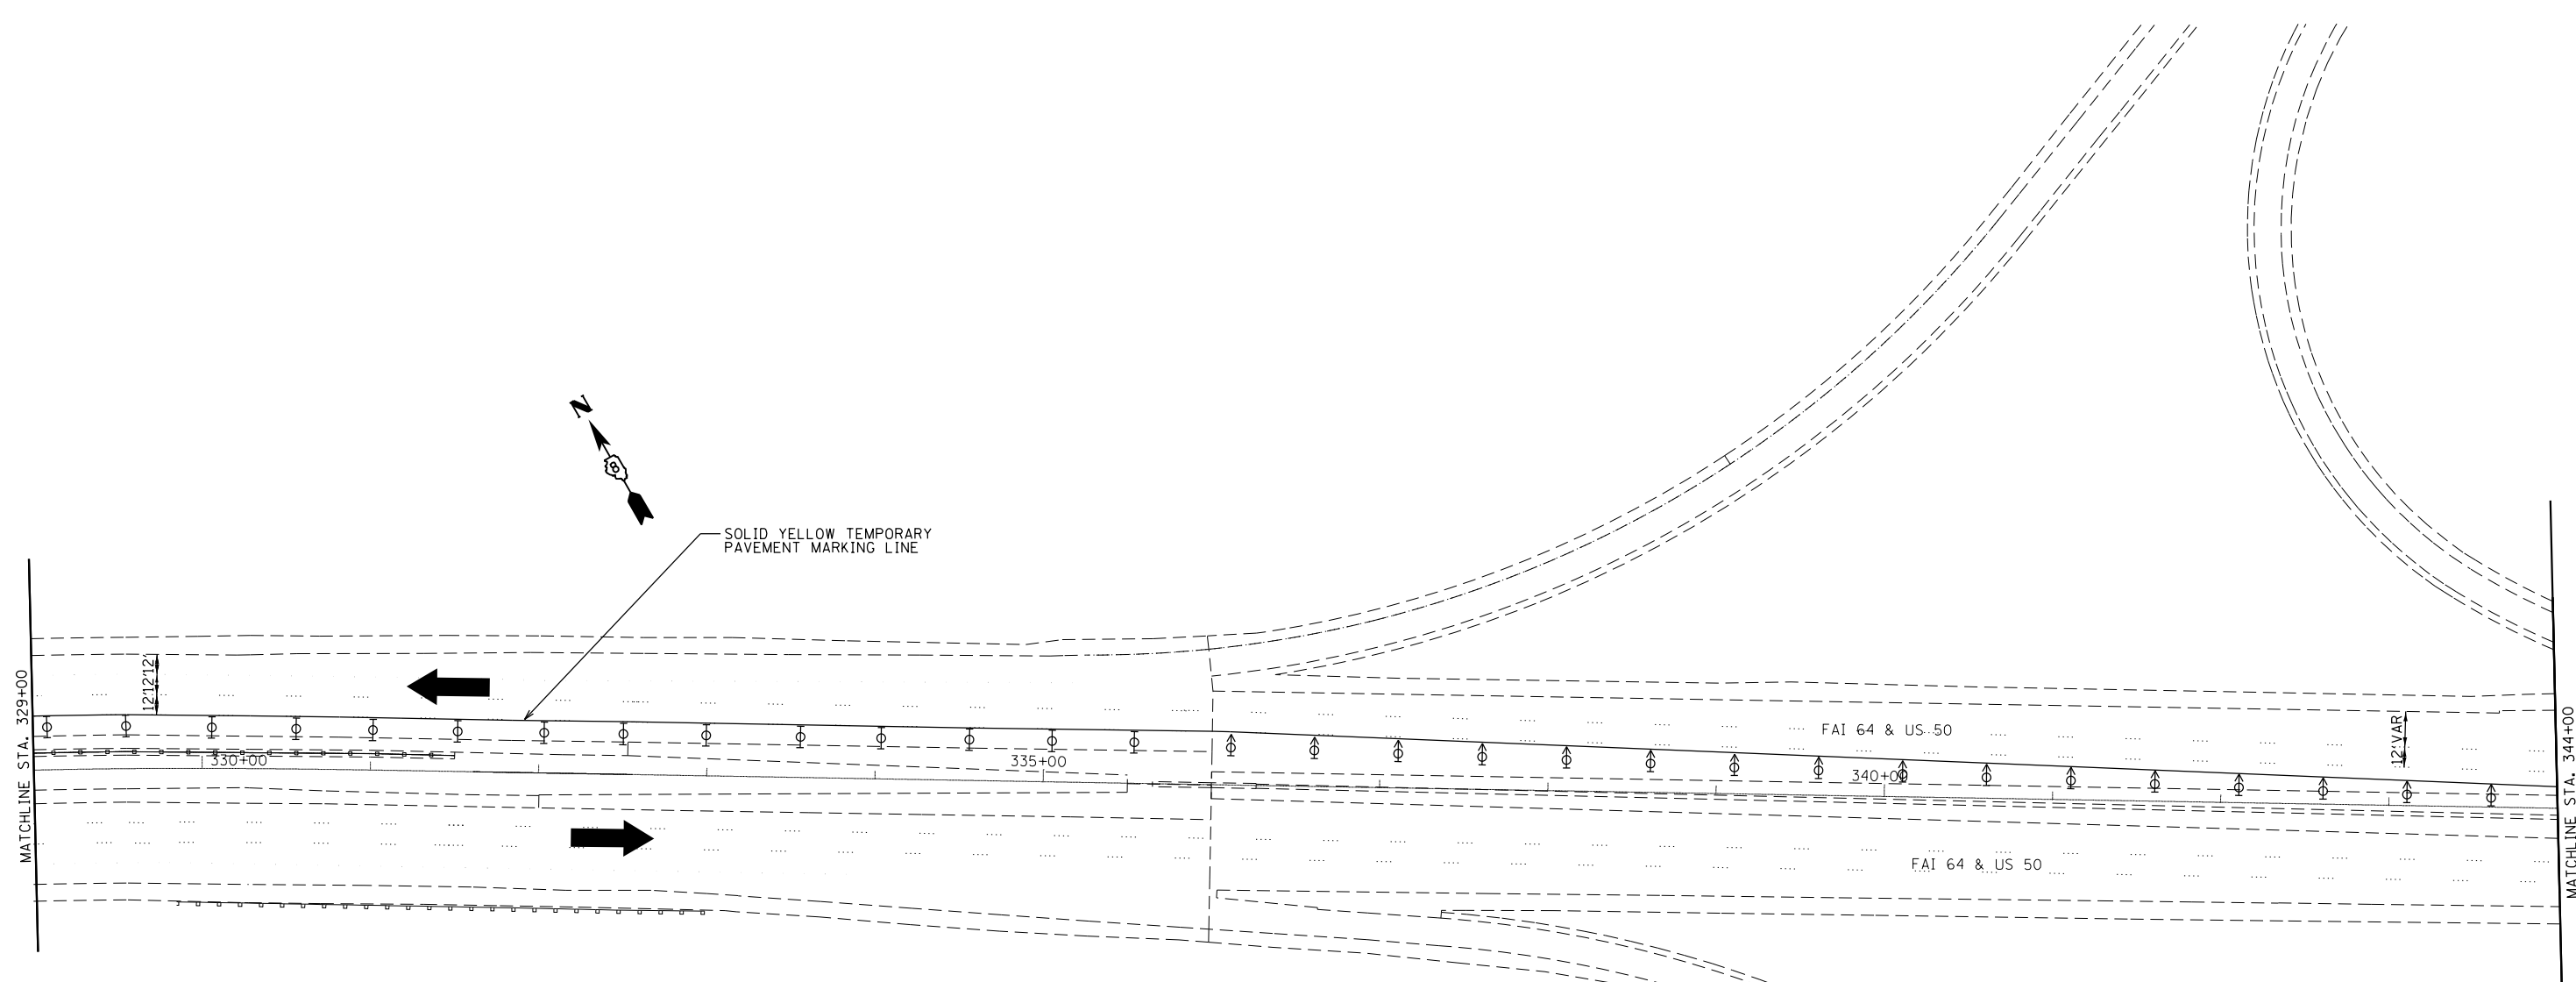 N
8
SOLID YELLOW TEMPORARY
PAVEMENT MARKING LINE
MATCHLINE STA. 329+00
12'12'12'
330+00
335+00
340+00
FAI 64 & US 50
FAI 64 & US 50
12' VAR
MATCHLINE STA. 344+00